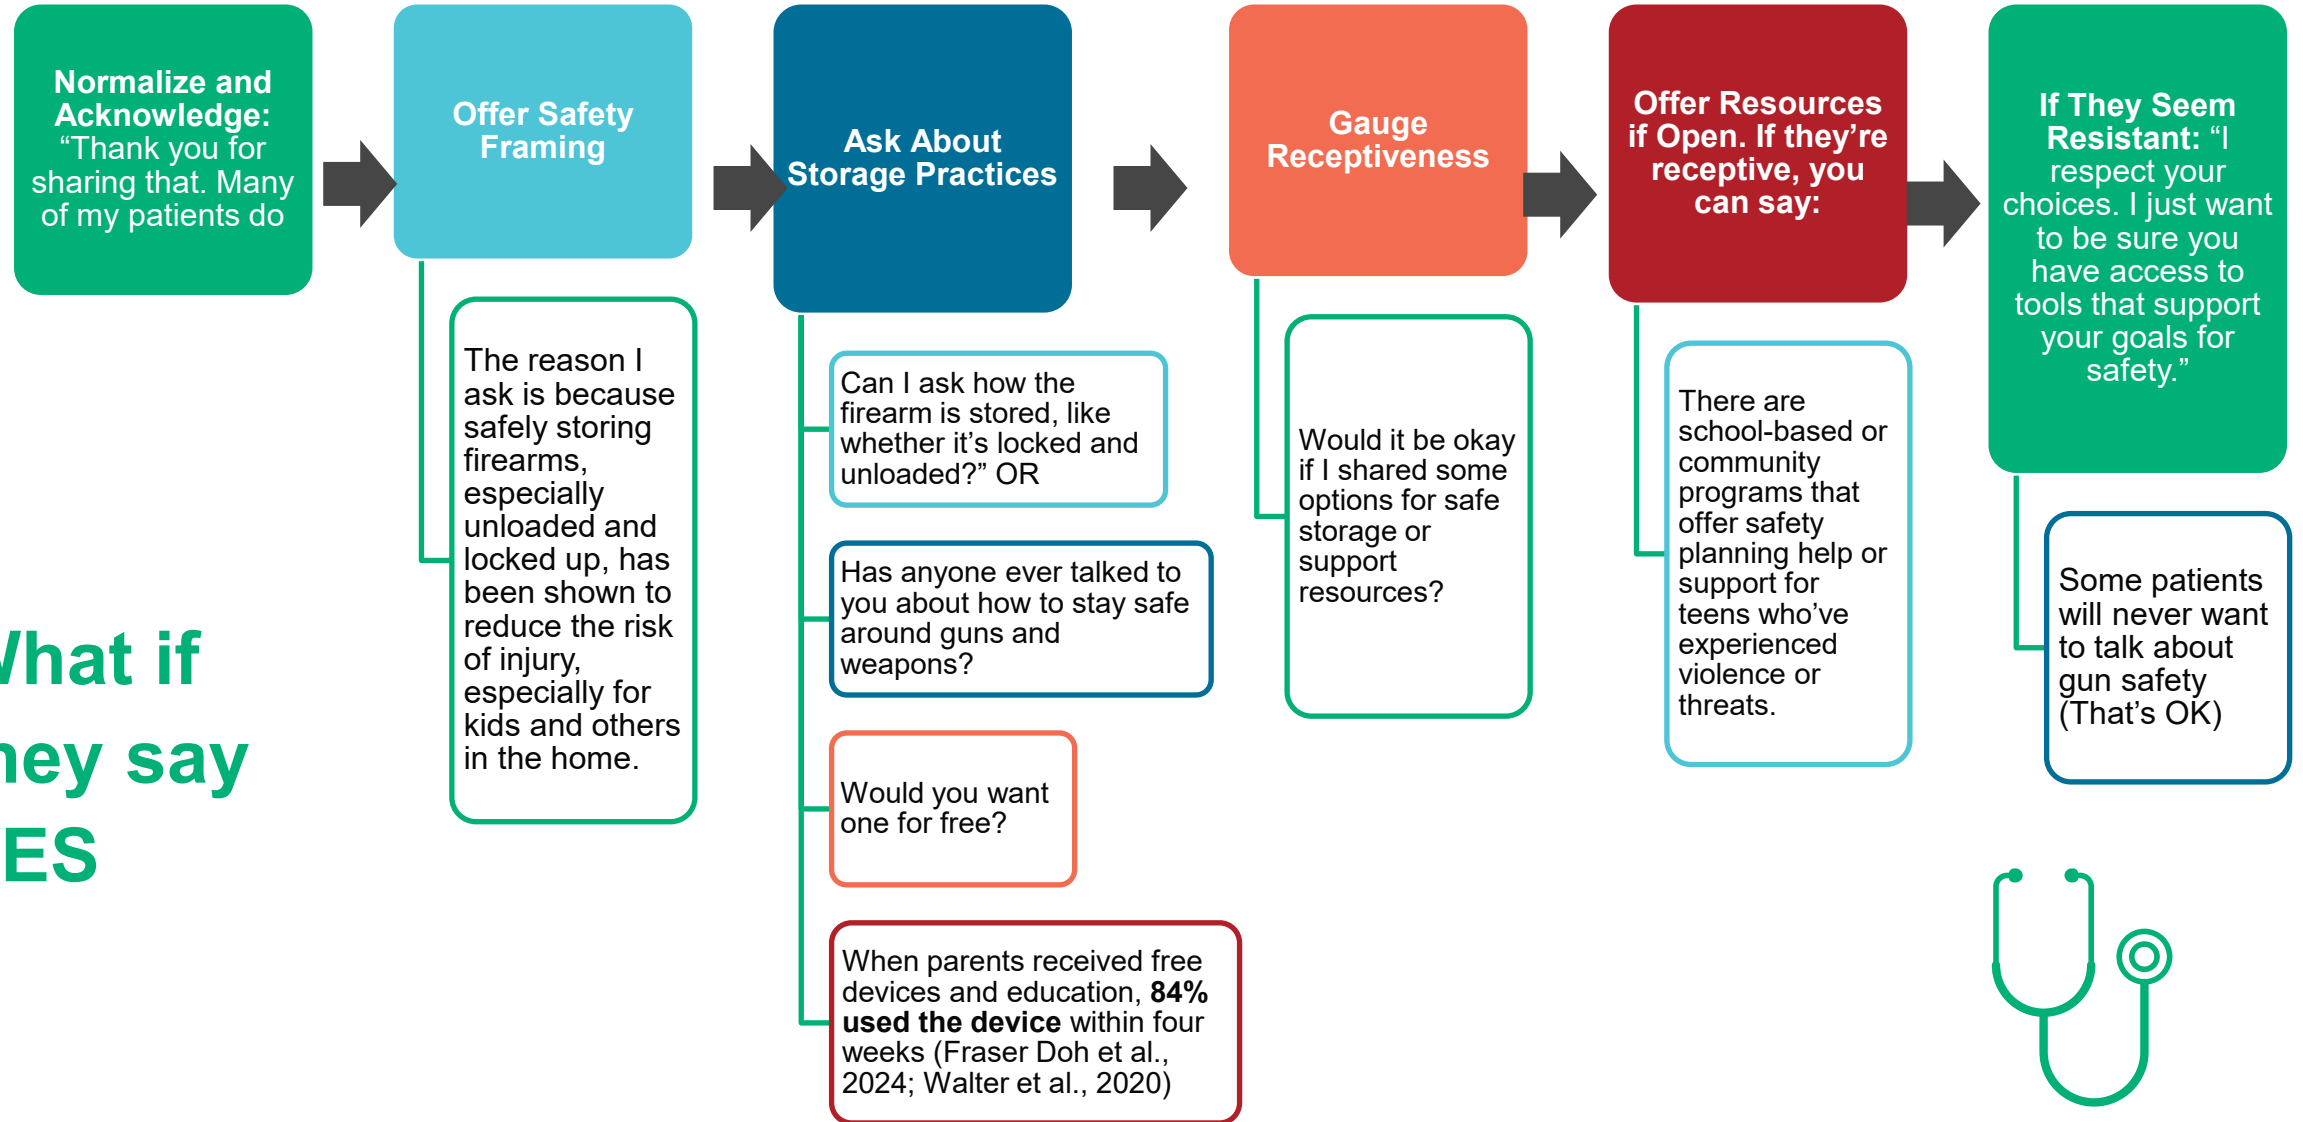 Normalize and
Acknowledge:
“Thank you for
sharing that. Many
of my patients do
Offer Safety
Framing
The reason I
ask is because
safely storing
firearms,
especially
unloaded and
locked up, has
been shown to
reduce the risk
of injury,
especially for
kids and others
in the home.
Ask About
Storage Practices
Can I ask how the
firearm is stored, like
whether it’s locked and
unloaded?” OR
Has anyone ever talked to
you about how to stay safe
around guns and
weapons?
Would you want
one for free?
When parents received free
devices and education, 84%
used the device within four
weeks (Fraser Doh et al.,
2024; Walter et al., 2020)
Gauge
Receptiveness
Would it be okay
if I shared some
options for safe
storage or
support
resources?
Offer Resources
if Open. If they’re
receptive, you
can say:
There are
school-based or
community
programs that
offer safety
planning help or
support for
teens who’ve
experienced
violence or
threats.
If They Seem
Resistant: “I
respect your
choices. I just want
to be sure you
have access to
tools that support
your goals for
safety.”
Some patients
will never want
to talk about
gun safety
(That’s OK)
What if
hey say
ES